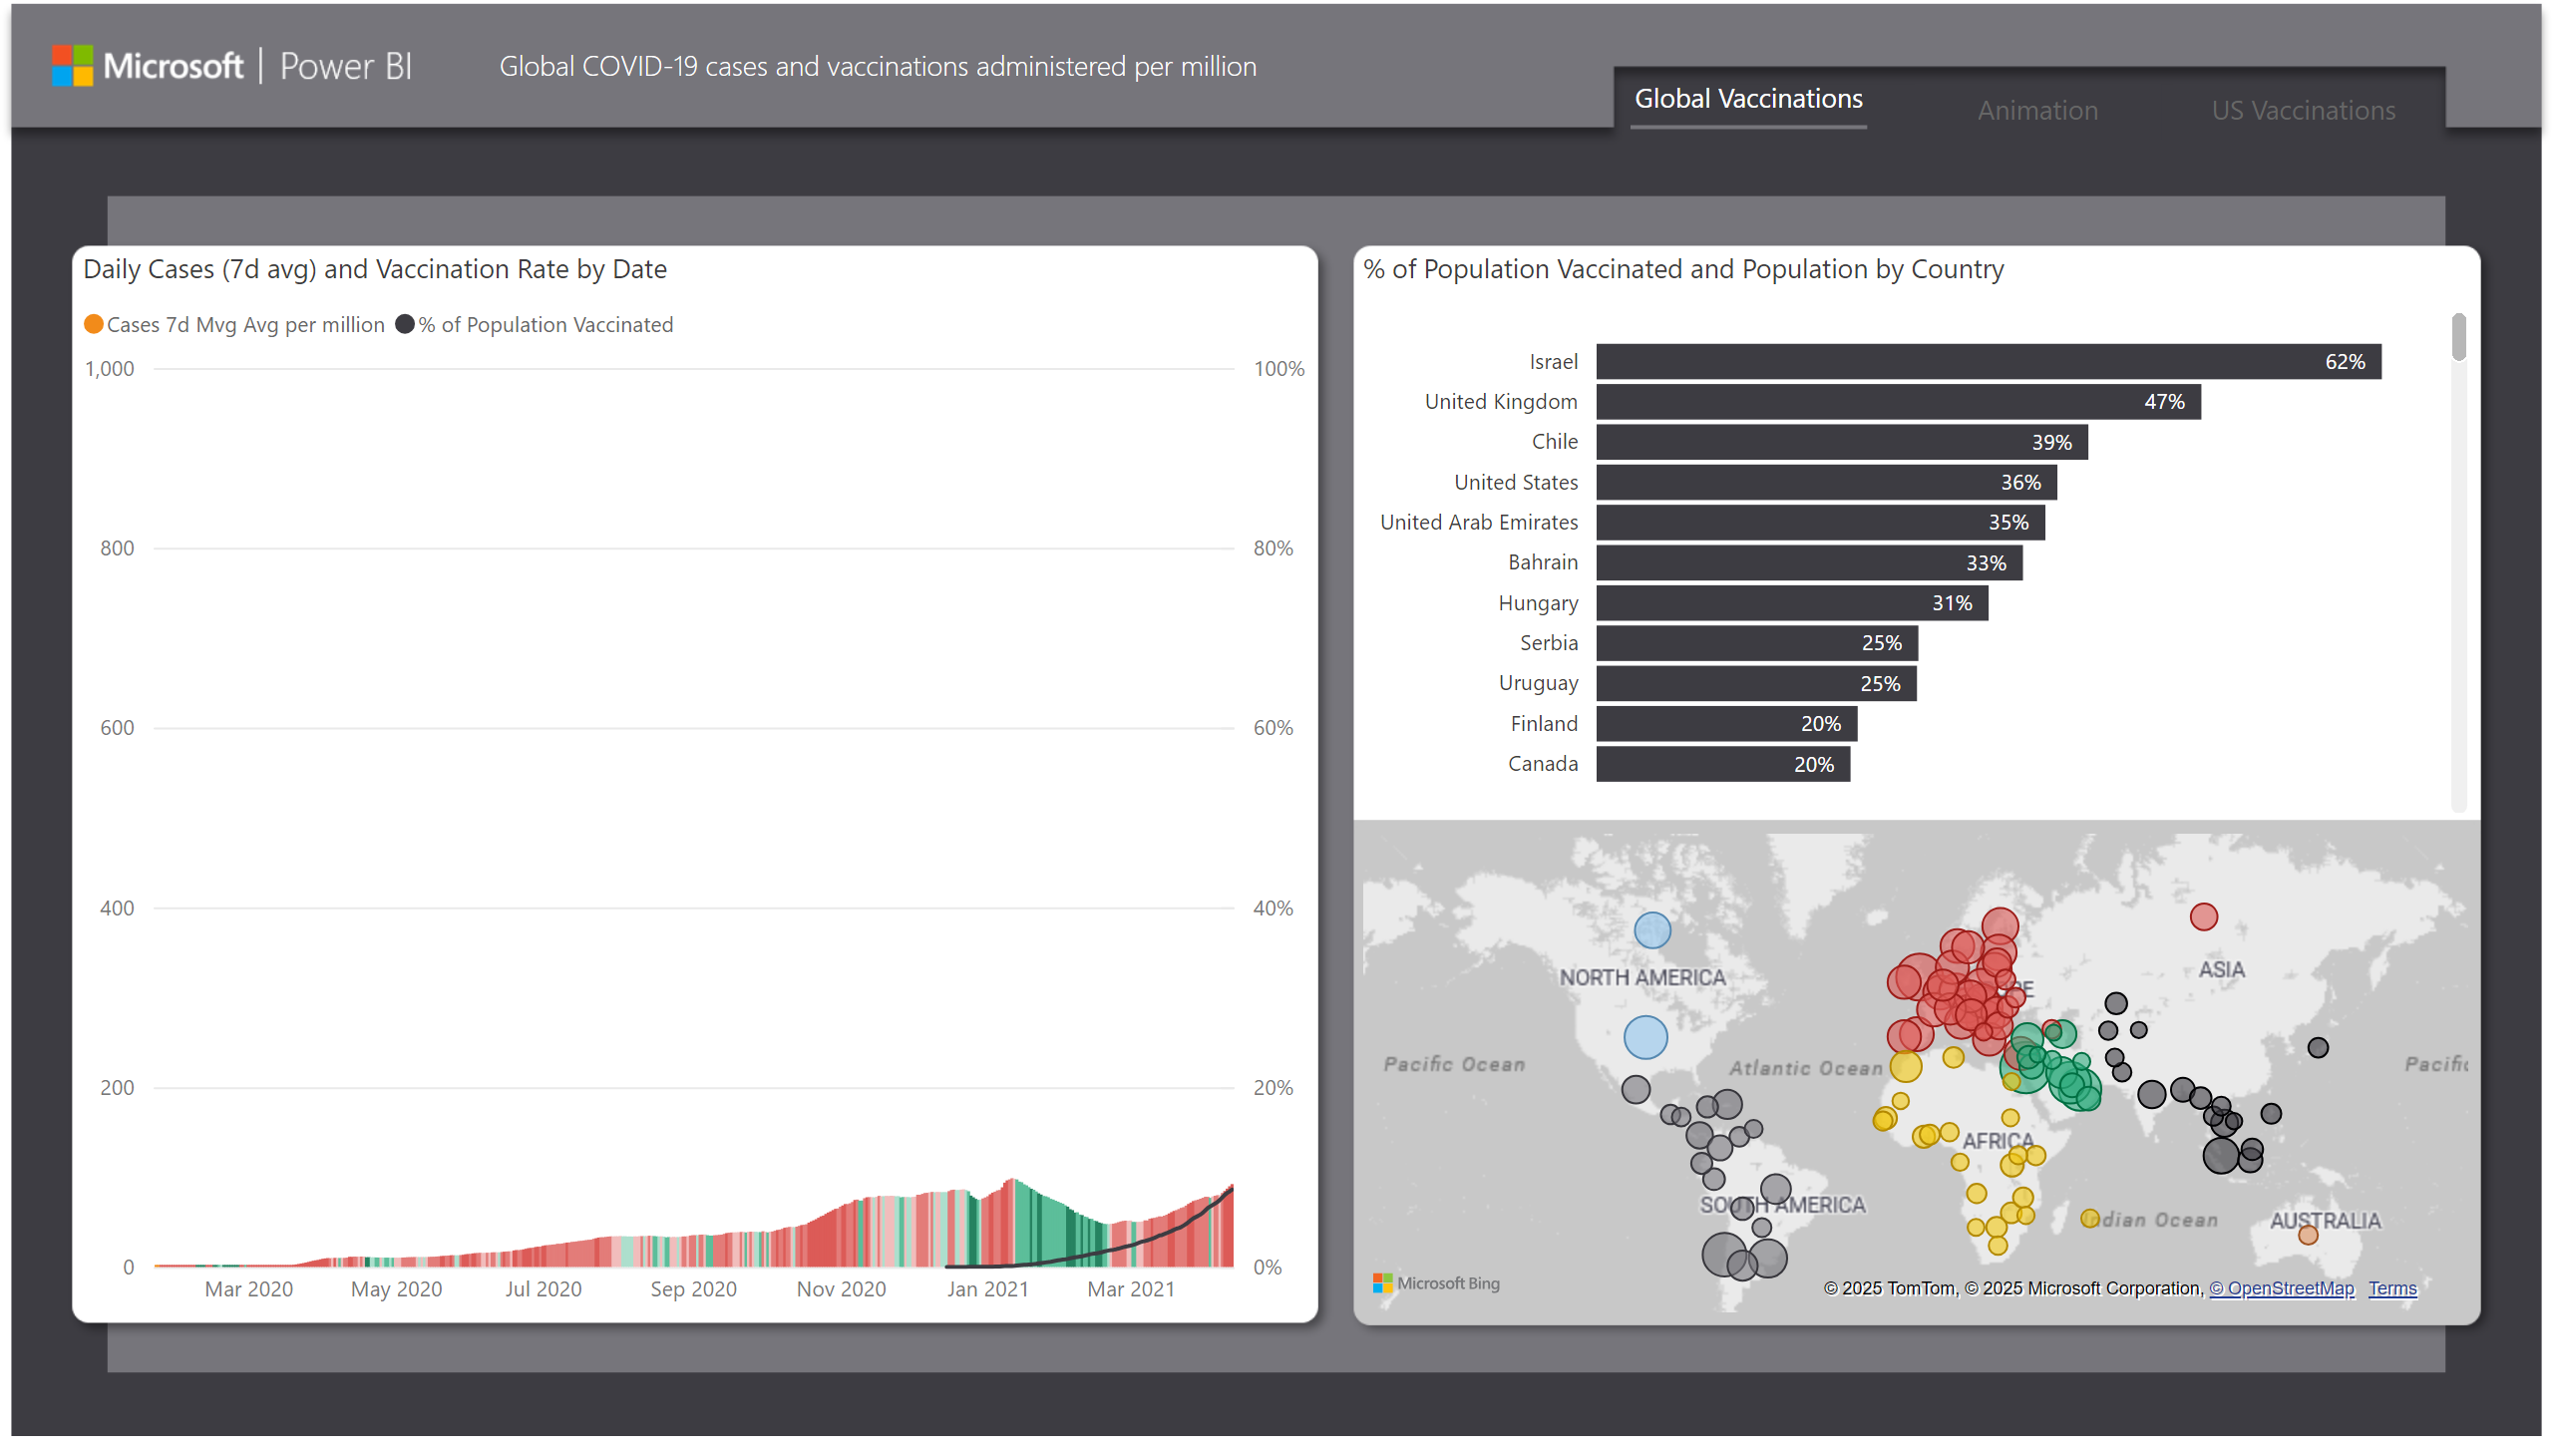 Microsoft | Power BI
Global COVID-19 cases and vaccinations administered per million
Global Vaccinations
Animation
US Vaccinations
Daily Cases (7d avg) and Vaccination Rate by Date
Cases 7d Mvg Avg per million
% of Population Vaccinated
1,000
800
600
400
200
0
100%
80%
60%
40%
20%
0%
Mar 2020
May 2020
Jul 2020
Sep 2020
Nov 2020
Jan 2021
Mar 2021
% of Population Vaccinated and Population by Country
Israel 62%
United Kingdom 47%
Chile 39%
United States 36%
United Arab Emirates 35%
Bahrain 33%
Hungary 31%
Serbia 25%
Uruguay 25%
Finland 20%
Canada 20%
NORTH AMERICA
ASIA
Pacific Ocean
Atlantic Ocean
AFRICA
SOUTH AMERICA
Indian Ocean
AUSTRALIA
Microsoft Bing
© 2025 TomTom, © 2025 Microsoft Corporation, © OpenStreetMap Terms